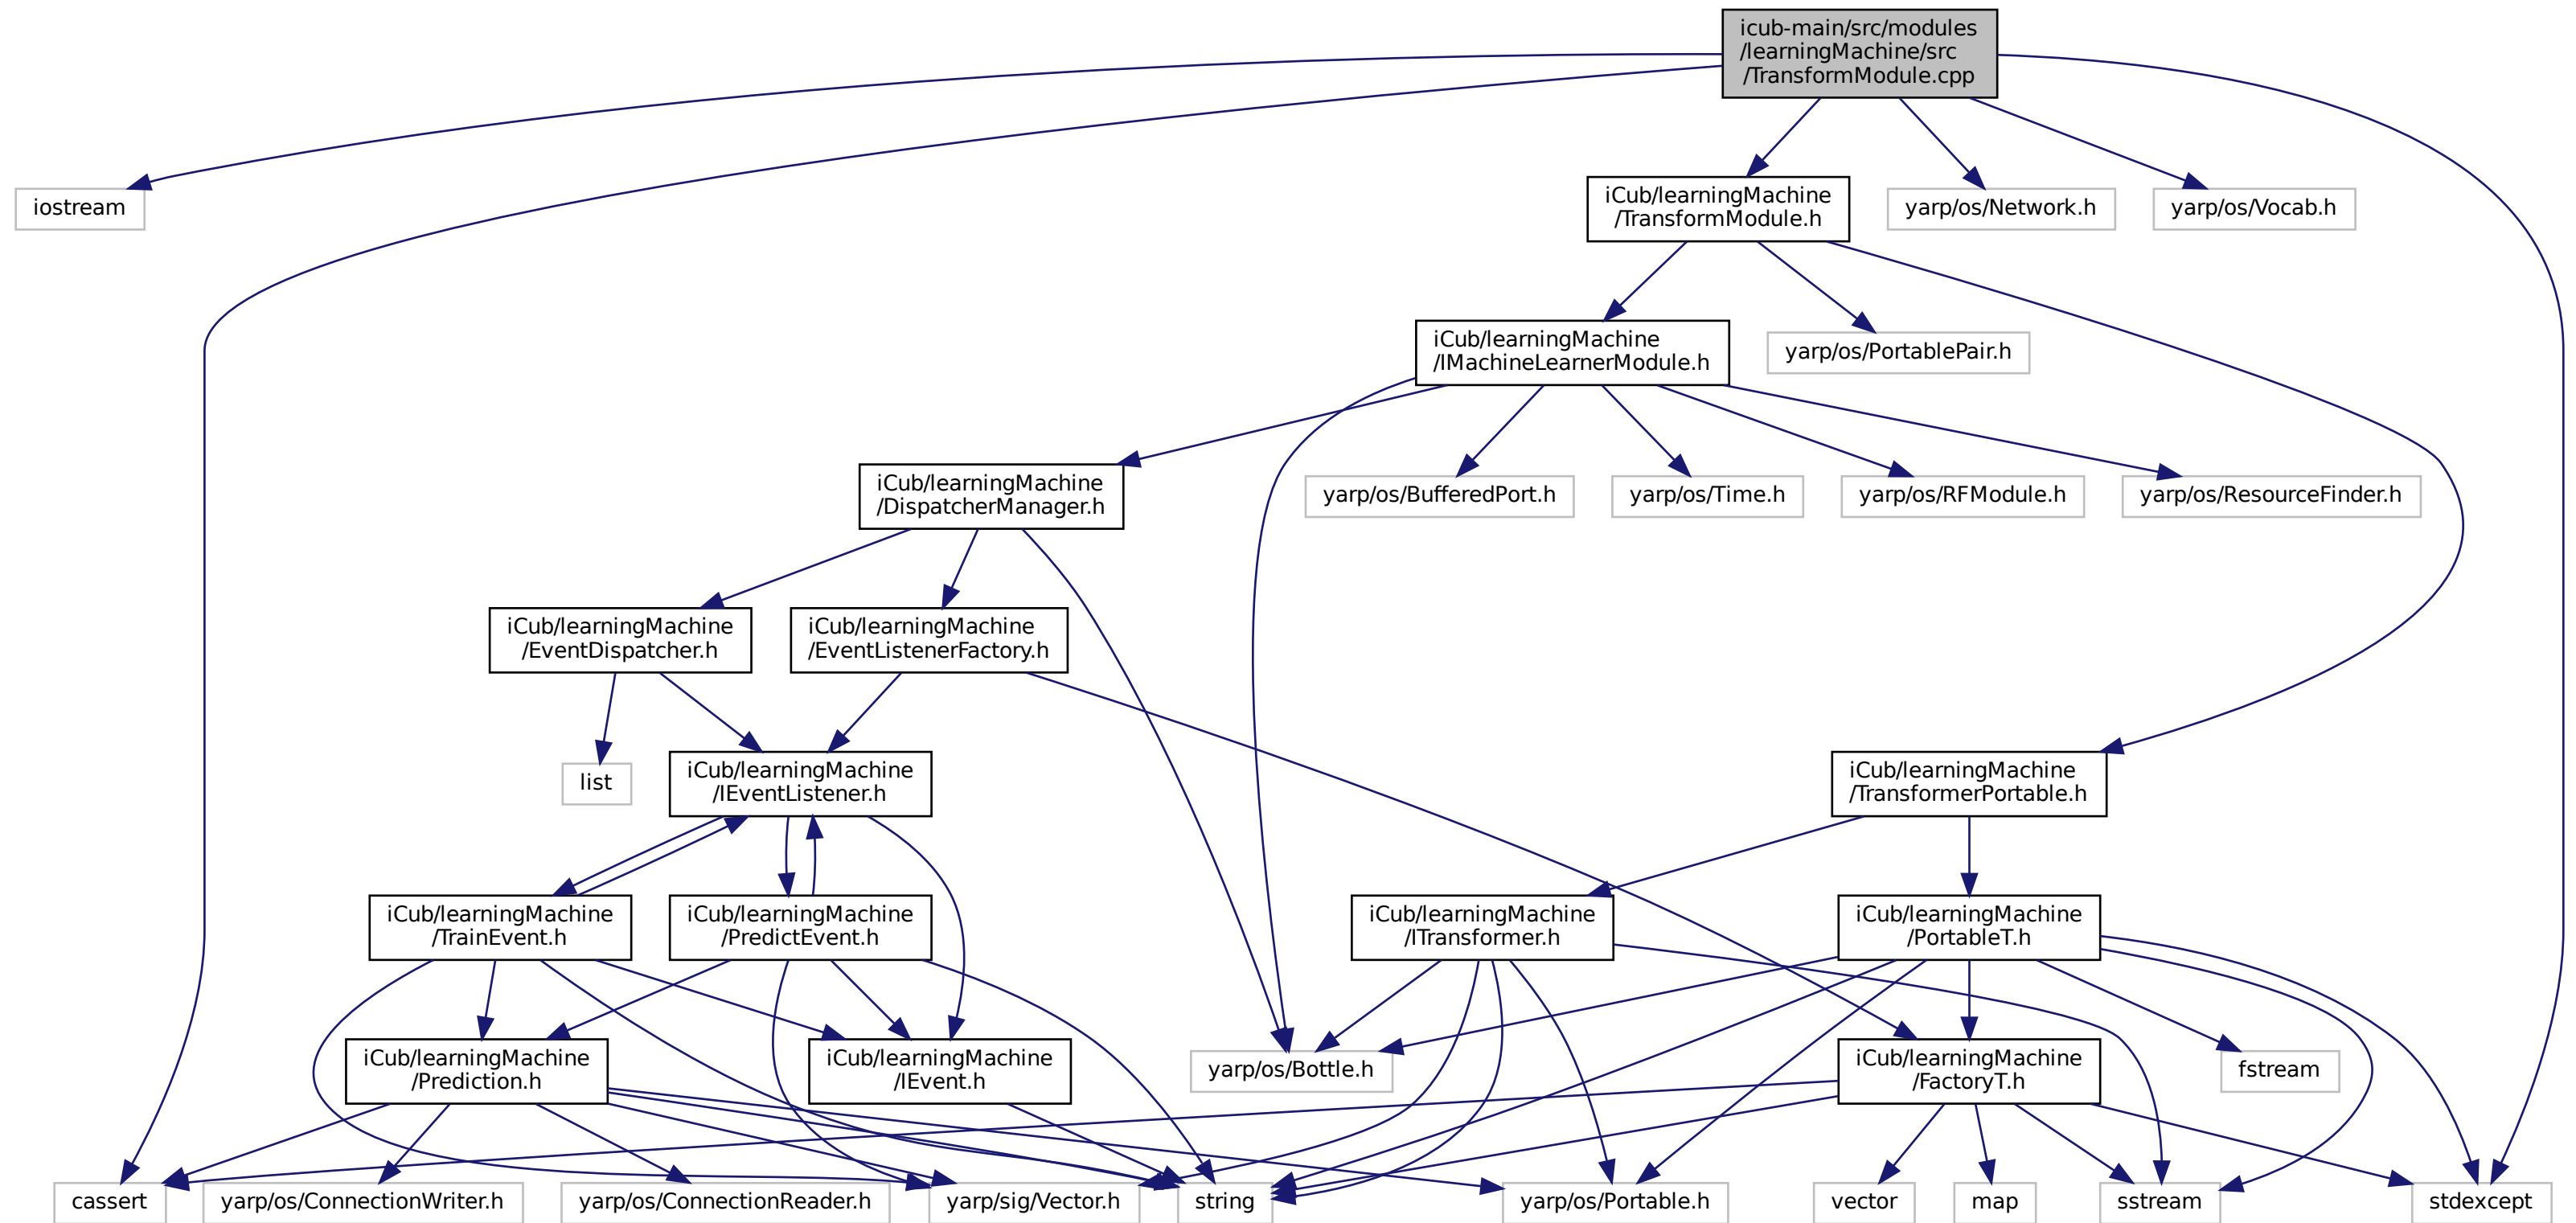 icub-main/src/modules
/learningMachine/src
/TransformModule.cpp
iostream
iCub/learningMachine
/TransformModule.h
yarp/os/Network.h
yarp/os/Vocab.h
iCub/learningMachine
/IMachineLearnerModule.h
yarp/os/PortablePair.h
iCub/learningMachine
/DispatcherManager.h
yarp/os/BufferedPort.h
yarp/os/Time.h
yarp/os/RFModule.h
yarp/os/ResourceFinder.h
iCub/learningMachine
/EventDispatcher.h
iCub/learningMachine
/EventListenerFactory.h
list
iCub/learningMachine
/IEventListener.h
iCub/learningMachine
/TransformerPortable.h
iCub/learningMachine
/TrainEvent.h
iCub/learningMachine
/PredictEvent.h
iCub/learningMachine
/ITransformer.h
iCub/learningMachine
/PortableT.h
iCub/learningMachine
/Prediction.h
iCub/learningMachine
/IEvent.h
yarp/os/Bottle.h
iCub/learningMachine
/FactoryT.h
fstream
cassert
yarp/os/ConnectionWriter.h
yarp/os/ConnectionReader.h
yarp/sig/Vector.h
string
yarp/os/Portable.h
vector
map
sstream
stdexcept